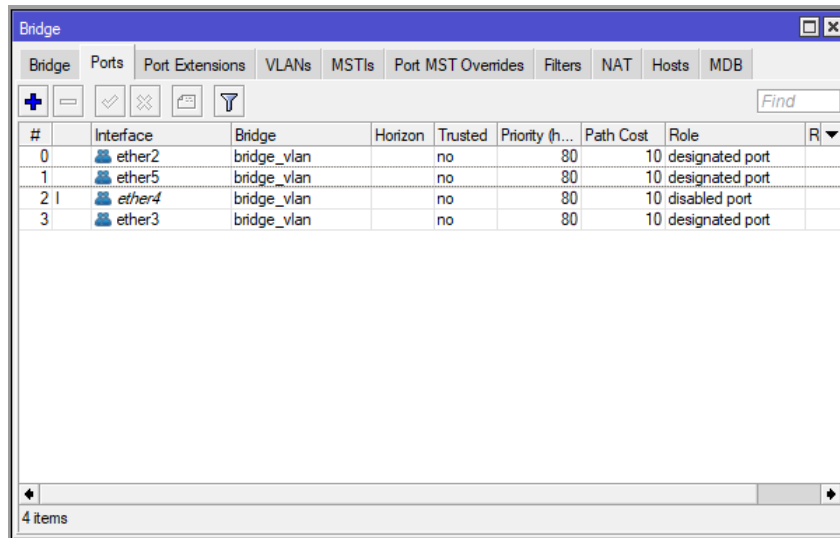 Bridge
Bridge Ports Port Extensions VLANs MSTIs Port MST Overrides Filters NAT Hosts MDB
Find
# Interface Bridge Horizon Trusted Priority (h... Path Cost Role R
0 ether2 bridge_vlan no 80 10 designated port
1 ether5 bridge_vlan no 80 10 designated port
2 I ether4 bridge_vlan no 80 10 disabled port
3 ether3 bridge_vlan no 80 10 designated port
4 items